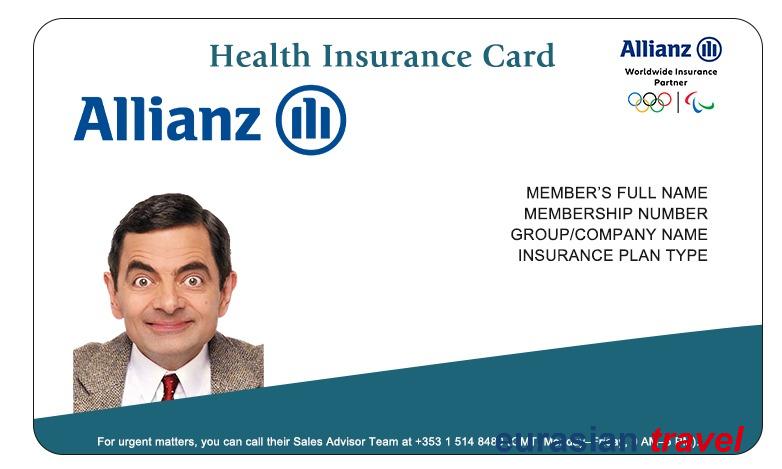 Health Insurance Card
Allianz
Allianz
Worldwide Insurance
Partner
MEMBER'S FULL NAME
MEMBERSHIP NUMBER
GROUP/COMPANY NAME
INSURANCE PLAN TYPE
For urgent matters, you can call their Sales Advisor Team at +353 1 514 848
eurasian travel